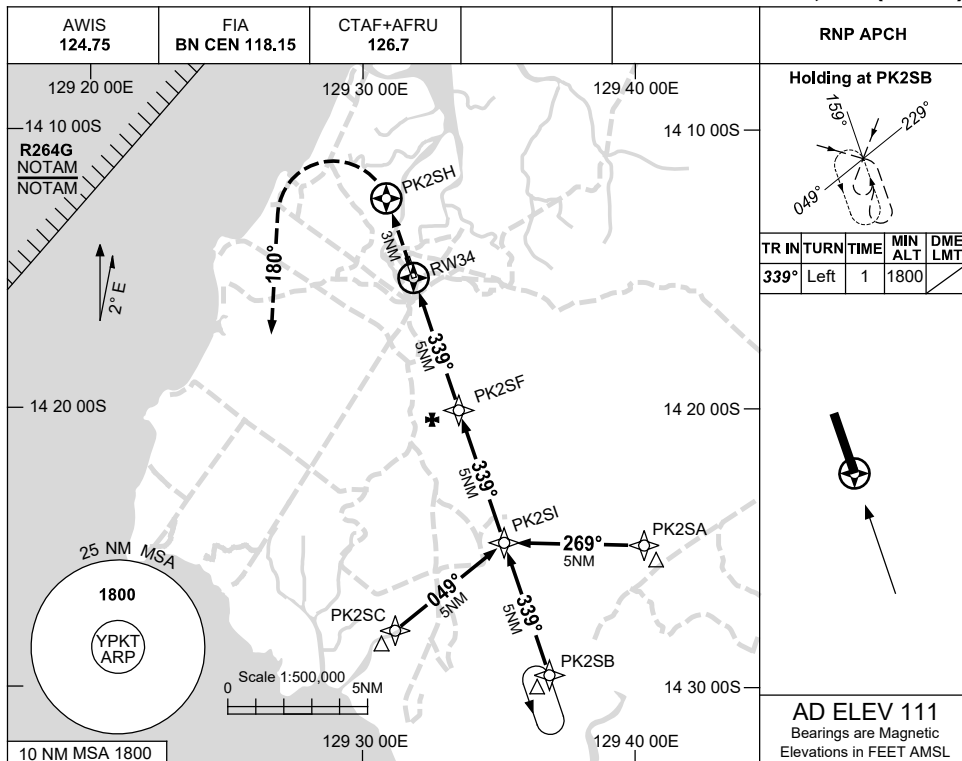 AWIS
124.75
FIA
BN CEN 118.15
CTAF+AFRU
126.7
RNP APCH
129 20 00E
129 30 00E
129 40 00E
14 10 00S
14 10 00S
R264G
NOTAM
NOTAM
2° E
180°
PK2SH
3NM
RW34
339°
5NM
PK2SF
14 20 00S
14 20 00S
339°
5NM
PK2SI
269°
5NM
PK2SA
049°
5NM
PK2SC
339°
5NM
PK2SB
25 NM MSA
1800
YPKT
ARP
Scale 1:500,000
0
5NM
14 30 00S
10 NM MSA 1800
129 30 00E
129 40 00E
Holding at PK2SB
159°
229°
049°
TR IN TURN TIME MIN ALT DME LMT
339° Left 1 1800
AD ELEV 111
Bearings are Magnetic
Elevations in FEET AMSL